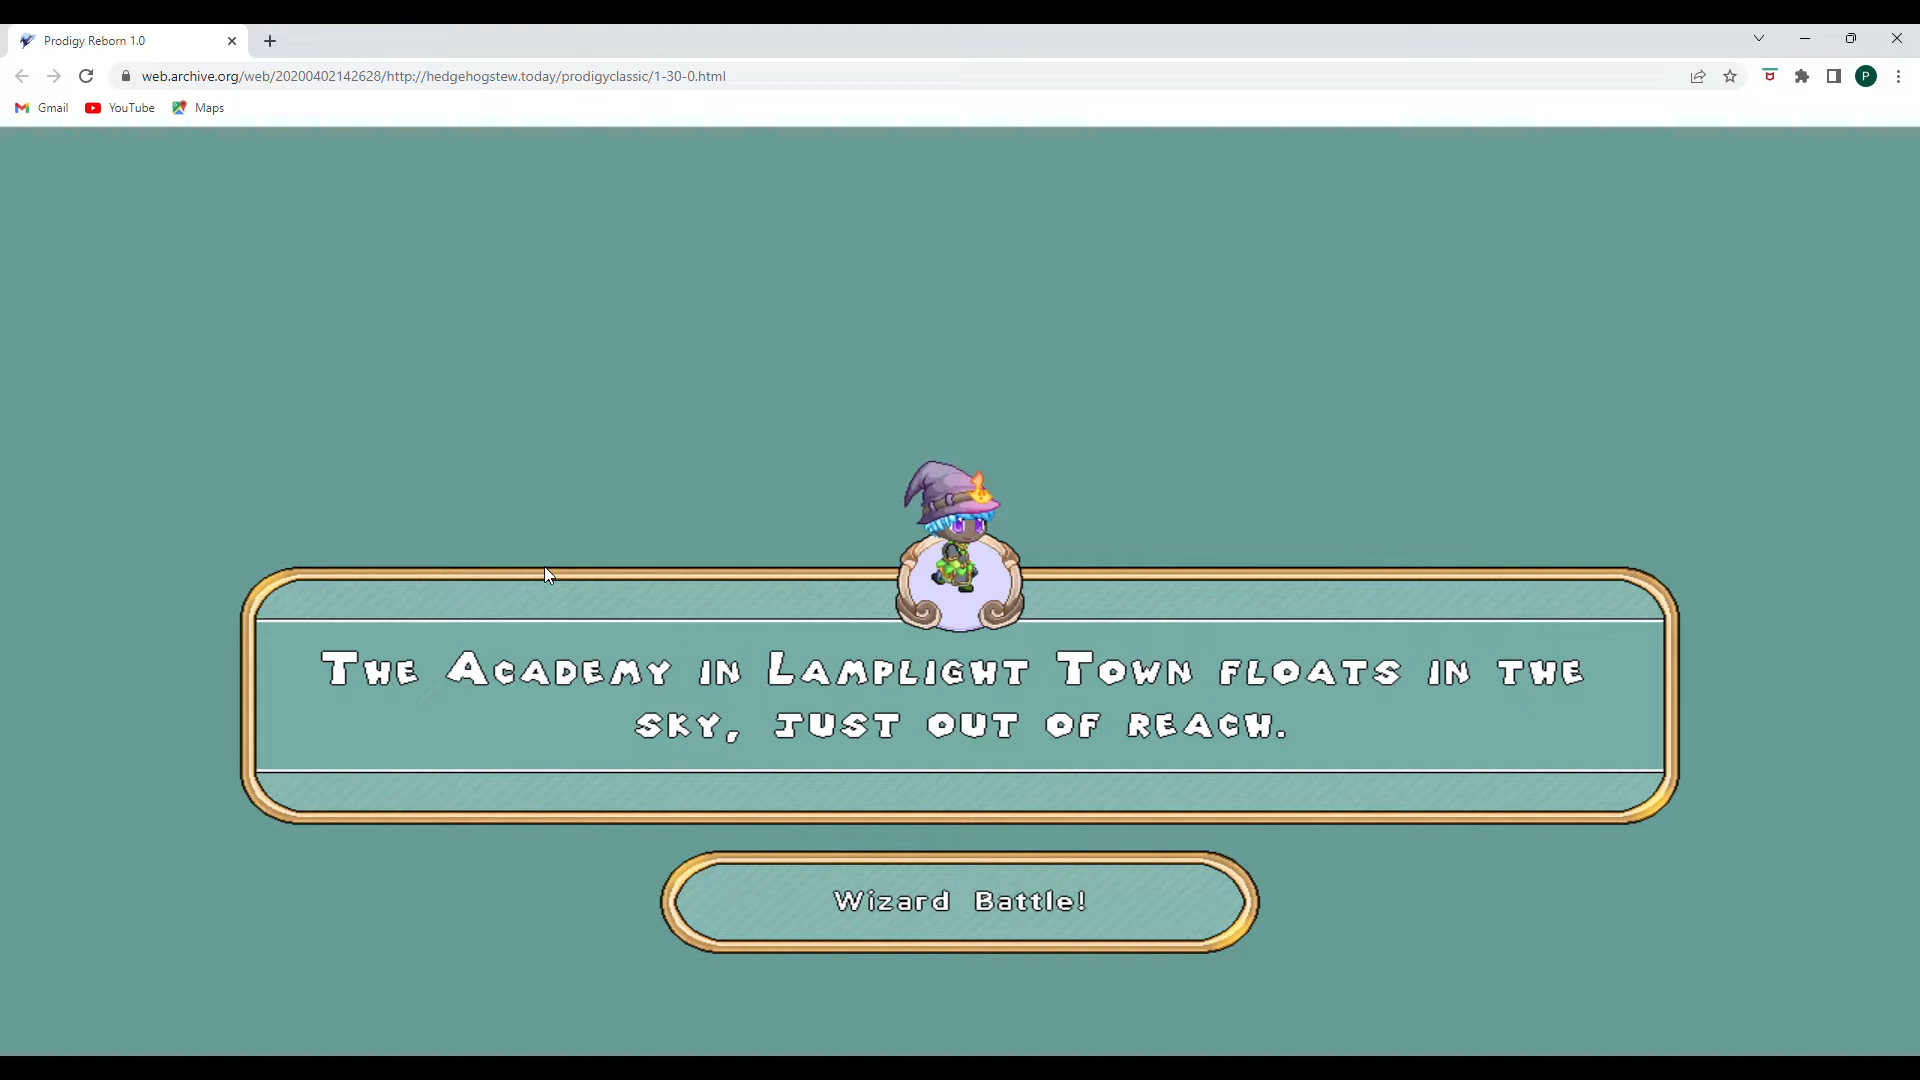 Prodigy Reborn 1.0
web.archive.org/web/20200402142628/http://hedgehogstew.today/prodigyclassic/1-30-0.html
P
Gmail YouTube Maps
The Academy in Lamplight Town floats in the
sky, just out of reach.
Wizard Battle!